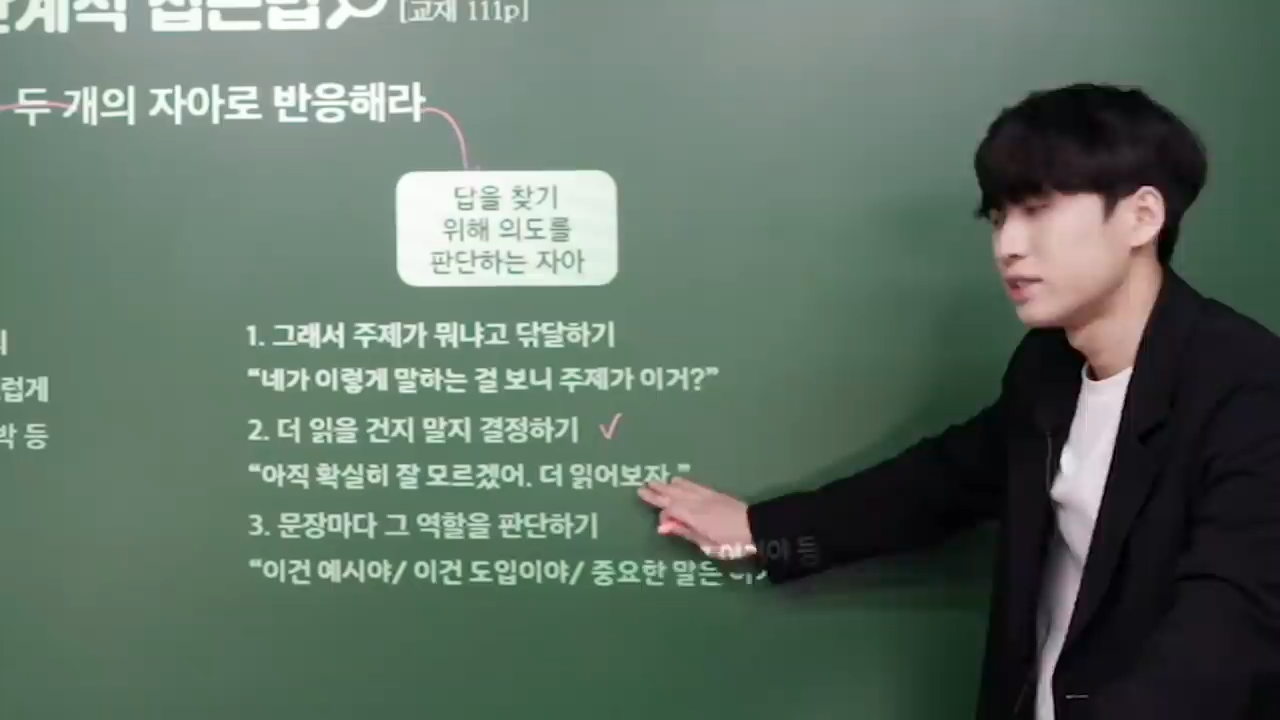 [교재 111p]
두 개의 자아로 반응해라
답을 찾기
위해 의도를
판단하는 자아
1. 그래서 주제가 뭐냐고 닦달하기
“네가 이렇게 말하는 걸 보니 주제가 이거?”
2. 더 읽을 건지 말지 결정하기
“아직 확실히 잘 모르겠어. 더 읽어보자.”
3. 문장마다 그 역할을 판단하기
“이건 예시야/ 이건 도입이야/ 중요한 말은
등